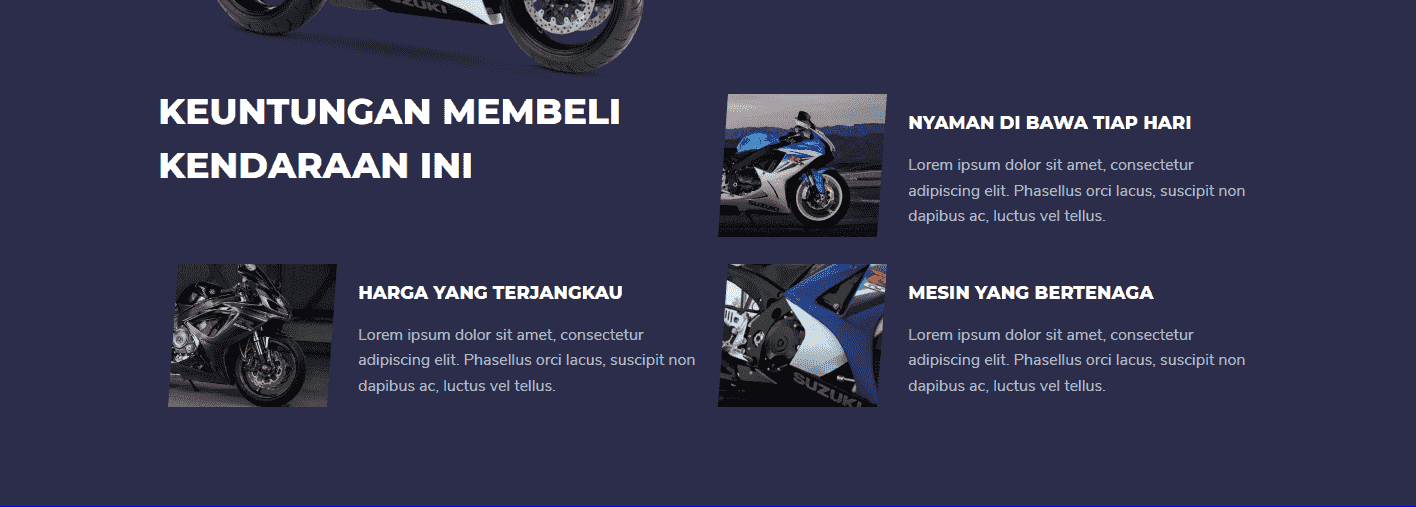 SUZUKI
KEUNTUNGAN MEMBELI
KENDARAAN INI
NYAMAN DI BAWA TIAP HARI
Lorem ipsum dolor sit amet, consectetur
adipiscing elit. Phasellus orci lacus, suscipit non
dapibus ac, luctus vel tellus.
SUZUKI
HARGA YANG TERJANGKAU
Lorem ipsum dolor sit amet, consectetur
adipiscing elit. Phasellus orci lacus, suscipit non
dapibus ac, luctus vel tellus.
MESIN YANG BERTENAGA
Lorem ipsum dolor sit amet, consectetur
adipiscing elit. Phasellus orci lacus, suscipit non
dapibus ac, luctus vel tellus.
SUZUKI